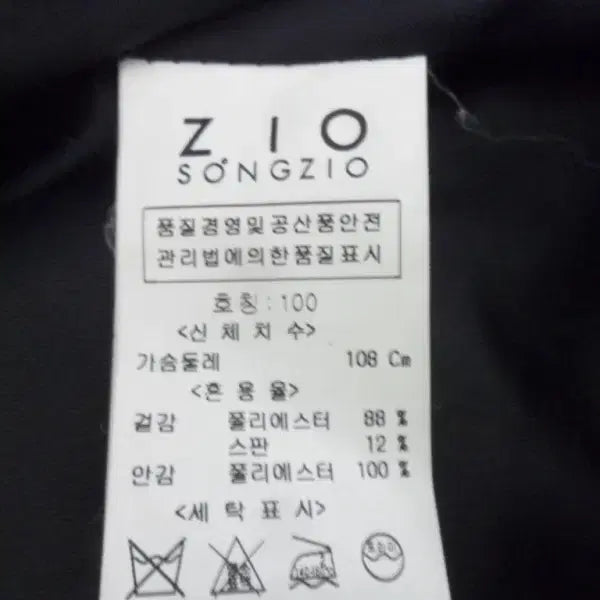 ZIO
SONGZIO
품질경영및공산품안전
관리법에의한품질표시
호칭:100
<신체치수>
가슴둘레 108 Cm
<혼용율>
겉감 폴리에스터 88 %
스판 12 %
안감 폴리에스터 100 %
<세탁표시>